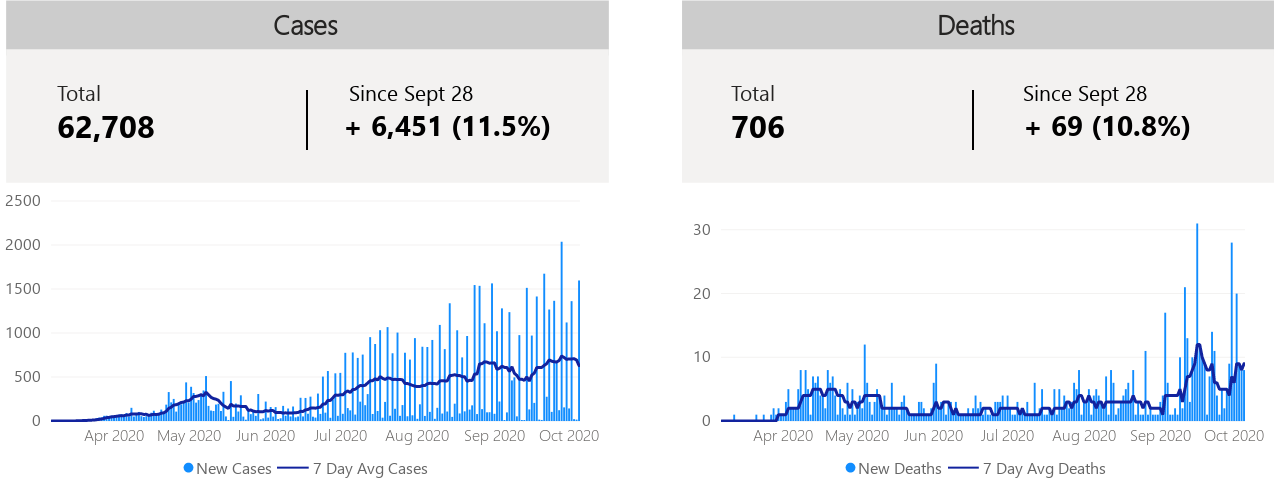 Cases
Total
Since Sept 28
62,708
+ 6,451 (11.5%)
2500
2000
1500
1000
500
0
Apr 2020 May 2020 Jun 2020 Jul 2020 Aug 2020 Sep 2020 Oct 2020
New Cases 7 Day Avg Cases
Deaths
Total
Since Sept 28
706
+ 69 (10.8%)
30
20
10
0
Apr 2020 May 2020 Jun 2020 Jul 2020 Aug 2020 Sep 2020 Oct 2020
New Deaths 7 Day Avg Deaths